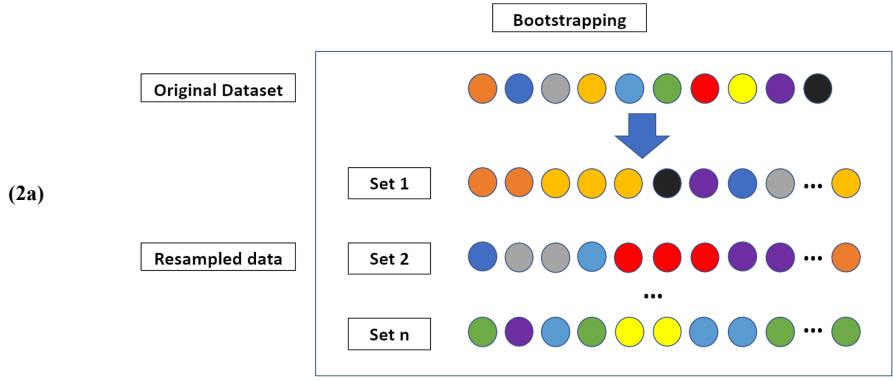 Bootstrapping
Original Dataset
(2a)
Set 1
...
Resampled data
Set 2
...
...
Set n
...